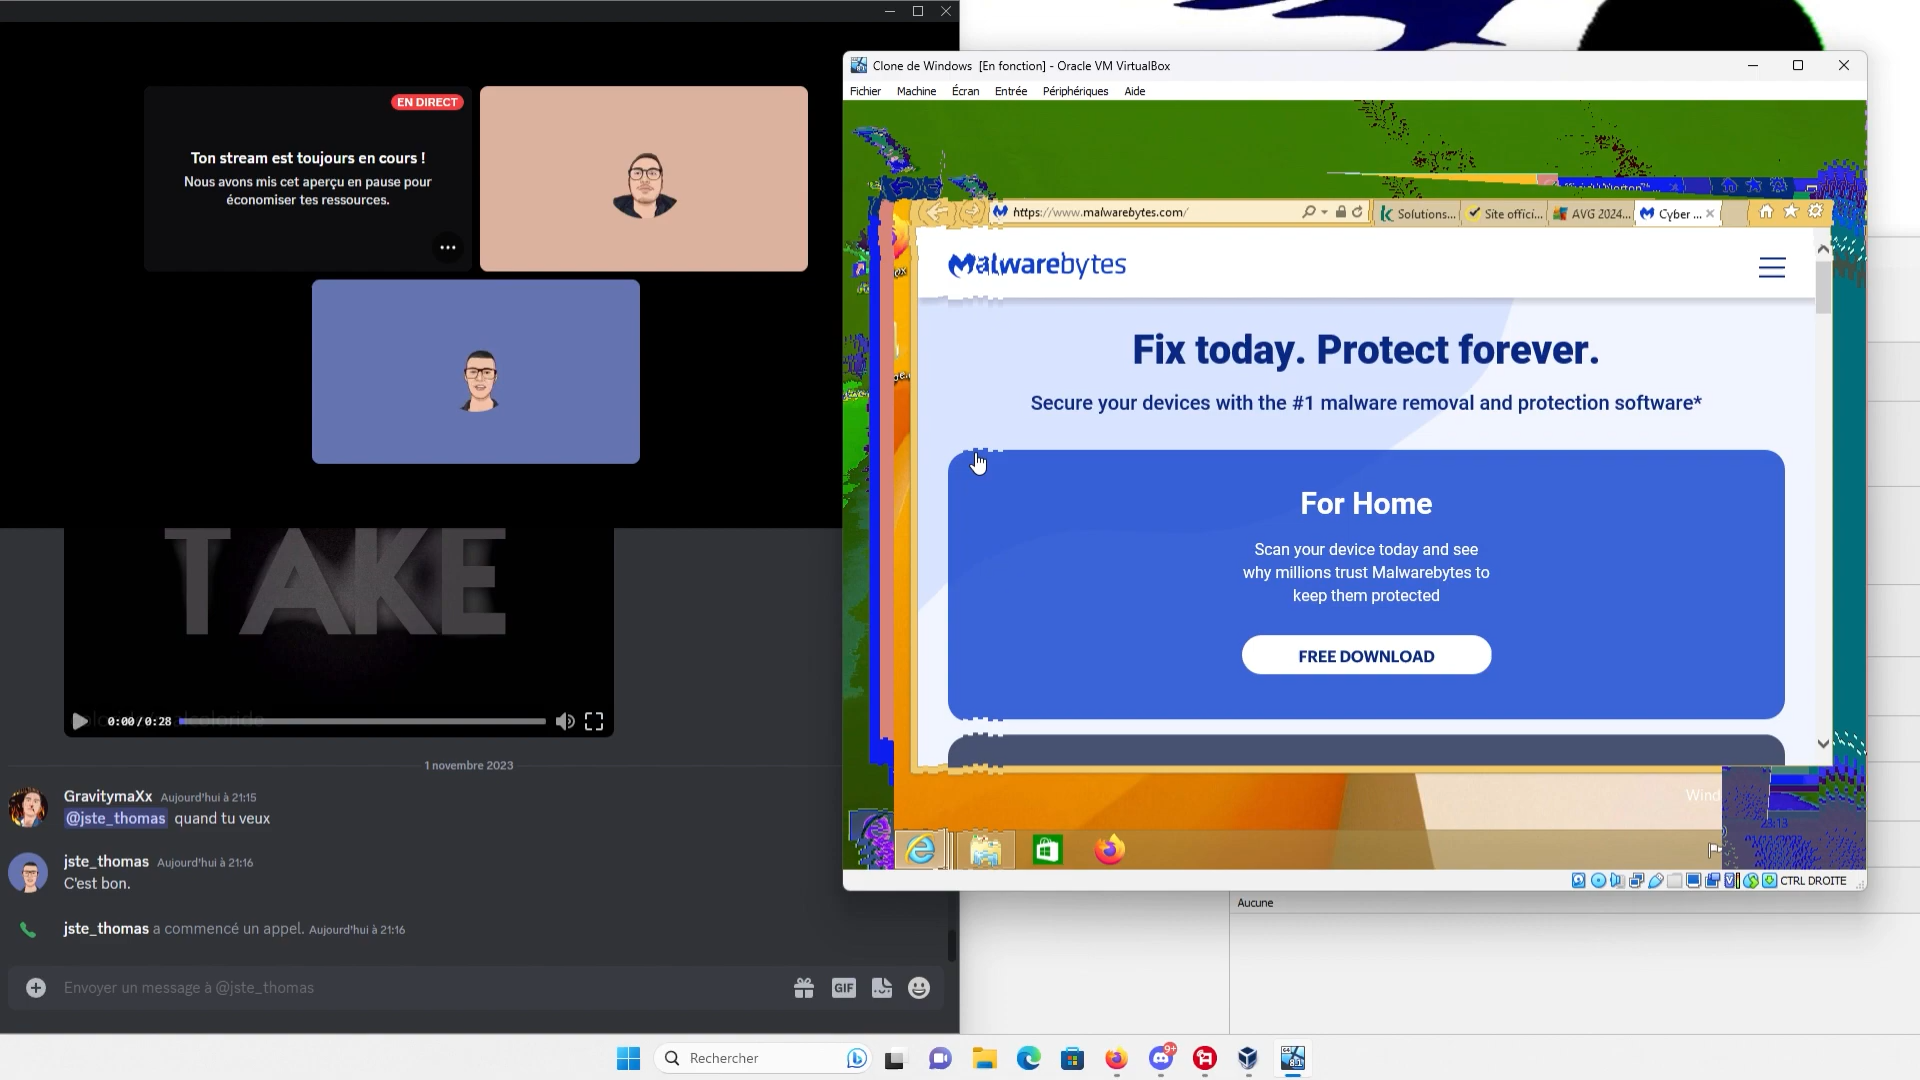 EN DIRECT
Ton stream est toujours en cours !
Nous avons mis cet aperçu en pause pour
économiser tes ressources.
TAKE
0:00/0:28
1 novembre 2023
GravitymaXx Aujourd'hui à 21:15
@jste_thomas quand tu veux
jste_thomas Aujourd'hui à 21:16
C'est bon.
jste_thomas a commencé un appel. Aujourd'hui à 21:16
Envoyer un message à @jste_thomas
GIF
Clone de Windows [En fonction] - Oracle VM VirtualBox
Fichier Machine Écran Entrée Périphériques Aide
https://www.malwarebytes.com/
Solutions...
Site offici...
AVG 2024...
Cyber ...
Malwarebytes
Fix today. Protect forever.
Secure your devices with the #1 malware removal and protection software*
For Home
Scan your device today and see
why millions trust Malwarebytes to
keep them protected
FREE DOWNLOAD
Wind
23:13
CTRL DROITE
Aucune
Rechercher
9+